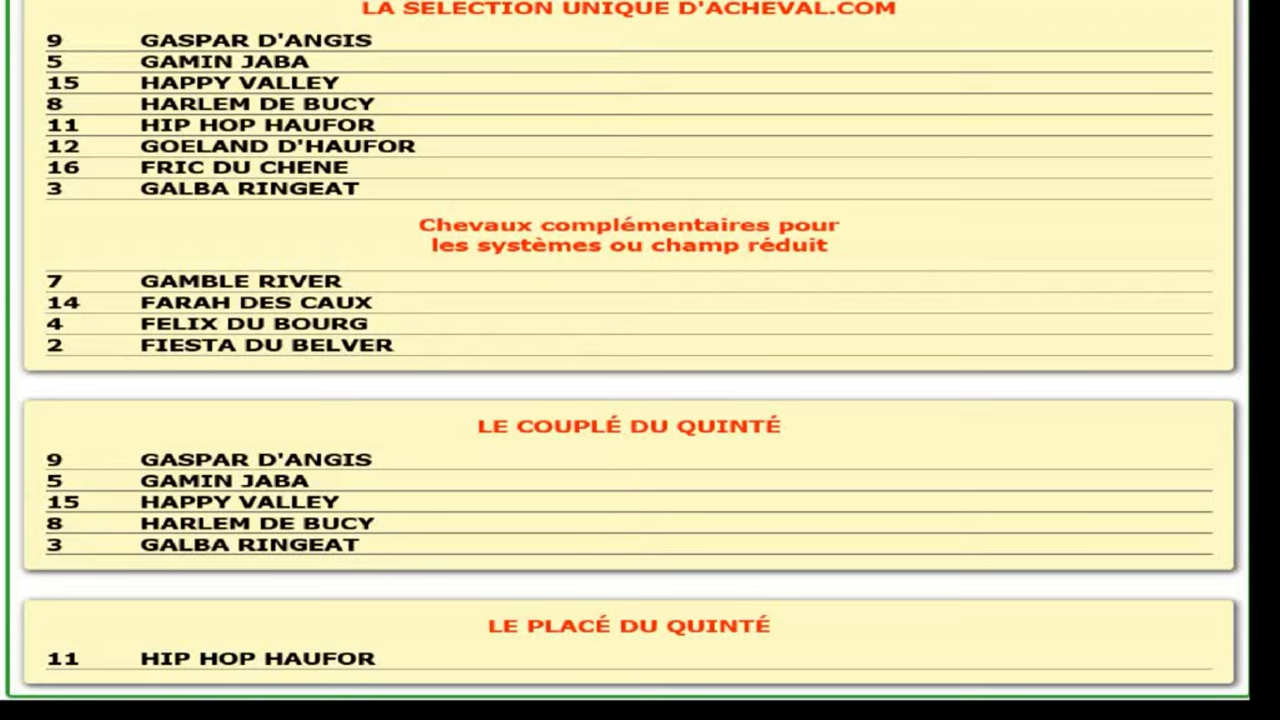 LA SELECTION UNIQUE D'ACHEVAL.COM
9 GASPAR D'ANGIS
5 GAMIN JABA
15 HAPPY VALLEY
8 HARLEM DE BUCY
11 HIP HOP HAUFOR
12 GOELAND D'HAUFOR
16 FRIC DU CHENE
3 GALBA RINGEAT
Chevaux complémentaires pour
les systèmes ou champ réduit
7 GAMBLE RIVER
14 FARAH DES CAUX
4 FELIX DU BOURG
2 FIESTA DU BELVER
LE COUPLÉ DU QUINTÉ
9 GASPAR D'ANGIS
5 GAMIN JABA
15 HAPPY VALLEY
8 HARLEM DE BUCY
3 GALBA RINGEAT
LE PLACÉ DU QUINTÉ
11 HIP HOP HAUFOR